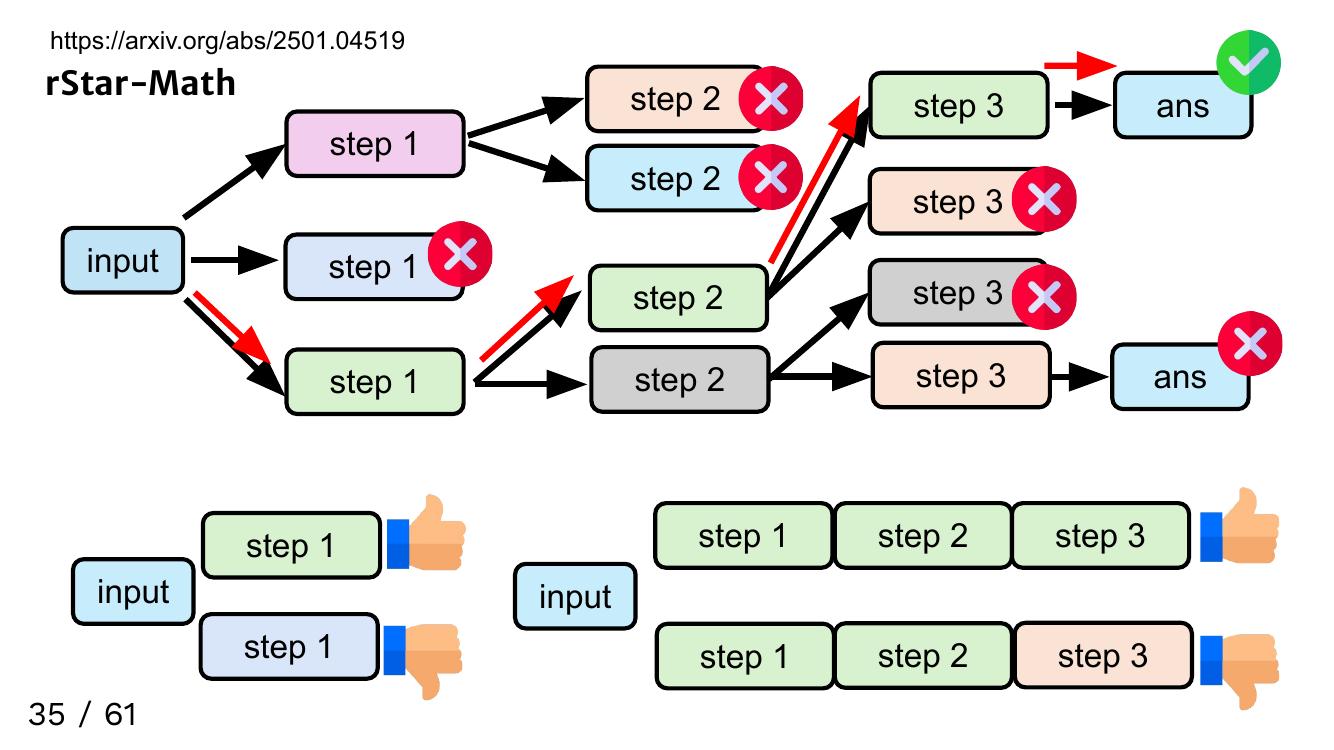 https://arxiv.org/abs/2501.04519
rStar-Math
input
step 1
step 1
step 1
step 2
step 2
step 2
step 2
step 3
step 3
step 3
step 3
ans
ans
input
step 1
step 1
input
step 1 step 2 step 3
step 1 step 2 step 3
35 / 61